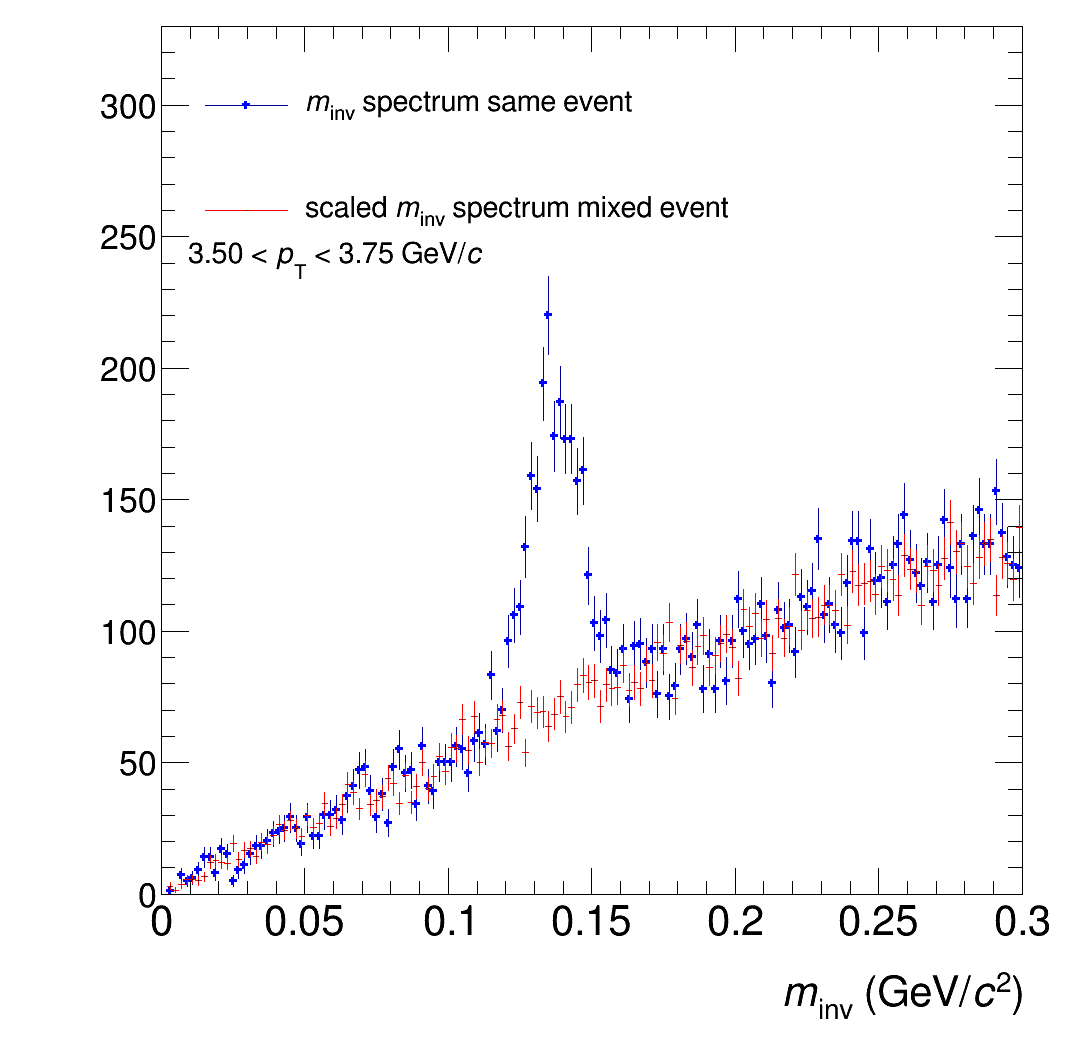 300
m_inv spectrum same event
scaled m_inv spectrum mixed event
250
3.50 < p_T < 3.75 GeV/c
200
150
100
50
0
0 0.05 0.1 0.15 0.2 0.25 0.3
m_inv (GeV/c²)